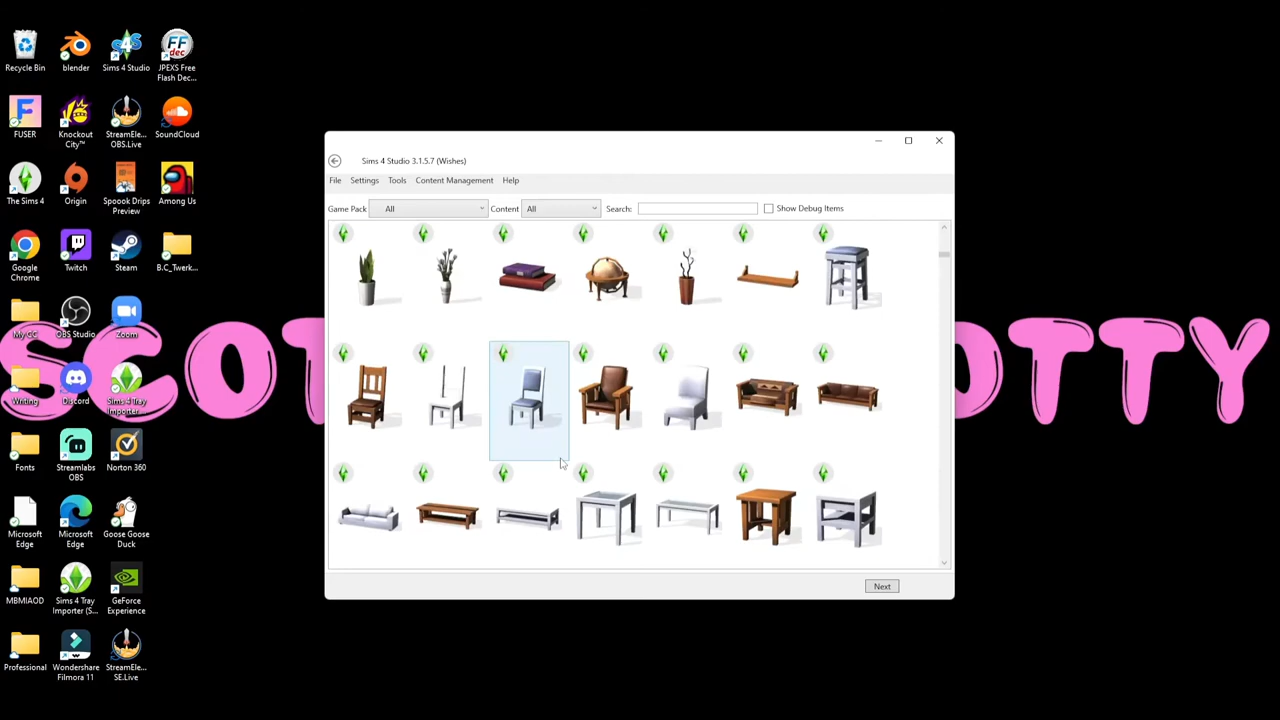 Recycle Bin
blender
Sims 4 Studio
JPEXS Free
Flash Dec...
FUSER
Knockout
City™
StreamEle...
OBS.Live
SoundCloud
The Sims 4
Origin
Spoook Drips
Preview
Among Us
Google
Chrome
Twitch
Steam
B.C_Twerk...
My CC
OBS Studio
Zoom
Writing
Discord
Sims 4 Tray
Importer...
Fonts
Streamlabs
OBS
Norton 360
Microsoft
Edge
Microsoft
Edge
Goose Goose
Duck
MBMIAOD
Sims 4 Tray
Importer (S...
GeForce
Experience
Professional
Wondershare
Filmora 11
StreamEle...
SE.Live
Sims 4 Studio 3.1.5.7 (Wishes)
File Settings Tools Content Management Help
Game Pack All Content All Search: Show Debug Items
Next
SCOT
OTTY